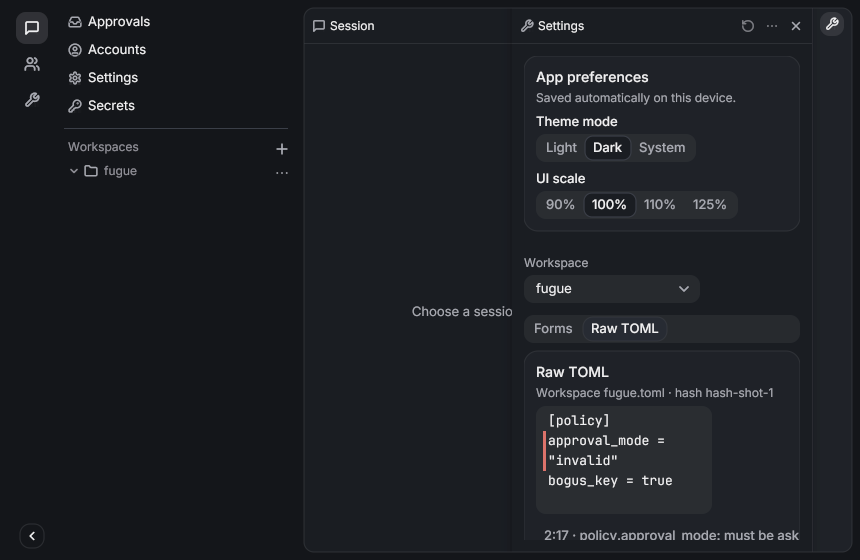 Approvals
Accounts
Settings
Secrets
Workspaces
fugue
Session
Choose a sessio
Settings
App preferences
Saved automatically on this device.
Theme mode
Light Dark System
UI scale
90% 100% 110% 125%
Workspace
fugue
Forms Raw TOML
Raw TOML
Workspace fugue.toml · hash hash-shot-1
[policy]
approval_mode =
"invalid"
bogus_key = true
2:17 · policy.approval_mode: must be ask